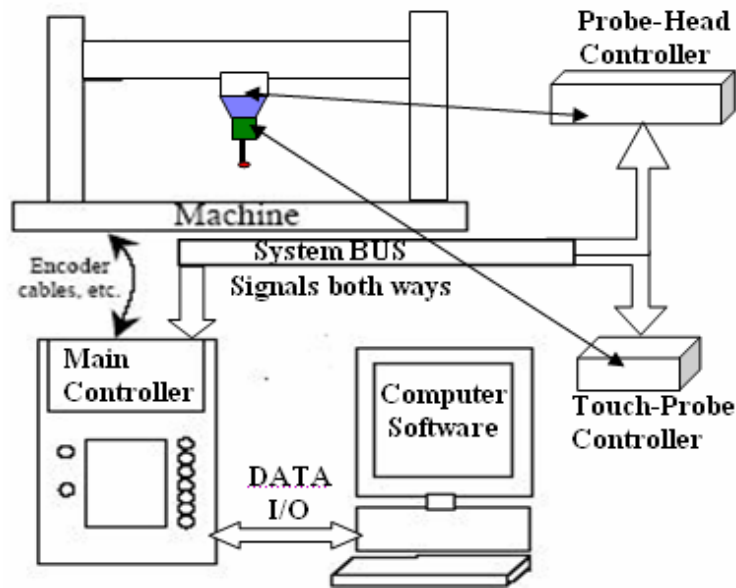 Probe-Head
Controller
Machine
System BUS
Signals both ways
Encoder
cables, etc.
Main
Controller
Computer
Software
Touch-Probe
Controller
DATA
I/O